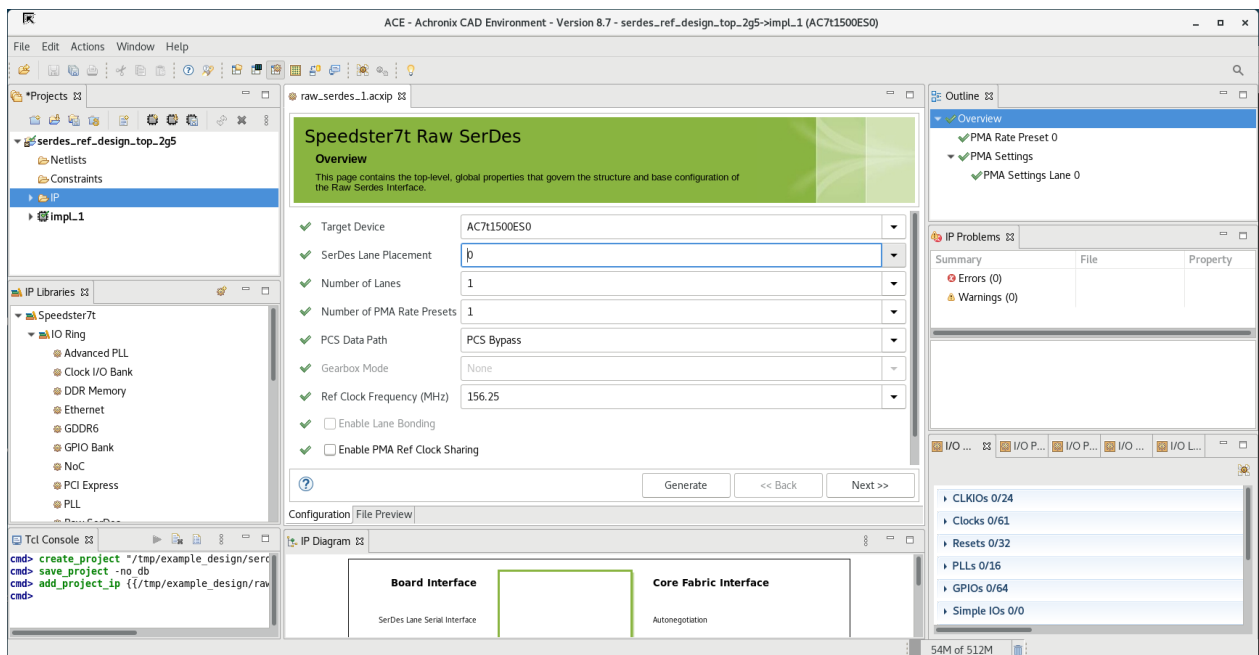 ACE - Achronix CAD Environment - Version 8.7 - serdes_ref_design_top_2g5->impl_1 (AC7t1500ES0)
File Edit Actions Window Help
*Projects
serdes_ref_design_top_2g5
Netlists
Constraints
IP
impl_1
IP Libraries
Speedster7t
IO Ring
Advanced PLL
Clock I/O Bank
DDR Memory
Ethernet
GDDR6
GPIO Bank
NoC
PCI Express
PLL
Tcl Console
cmd> create_project "/tmp/example_design/serd
cmd> save_project -no_db
cmd> add_project_ip {{/tmp/example_design/raw
cmd>
raw_serdes_1.acxip
Speedster7t Raw SerDes
Overview
This page contains the top-level, global properties that govern the structure and base configuration of
the Raw Serdes Interface.
Target Device AC7t1500ES0
SerDes Lane Placement 0
Number of Lanes 1
Number of PMA Rate Presets 1
PCS Data Path PCS Bypass
Gearbox Mode None
Ref Clock Frequency (MHz) 156.25
Enable Lane Bonding
Enable PMA Ref Clock Sharing
Generate << Back Next >>
Configuration File Preview
IP Diagram
Board Interface Core Fabric Interface
SerDes Lane Serial Interface Autonegotiation
Outline
Overview
PMA Rate Preset 0
PMA Settings
PMA Settings Lane 0
IP Problems
Summary File Property
Errors (0)
Warnings (0)
I/O ... I/O P... I/O P... I/O ... I/O L...
CLKIOs 0/24
Clocks 0/61
Resets 0/32
PLLs 0/16
GPIOs 0/64
Simple IOs 0/0
54M of 512M